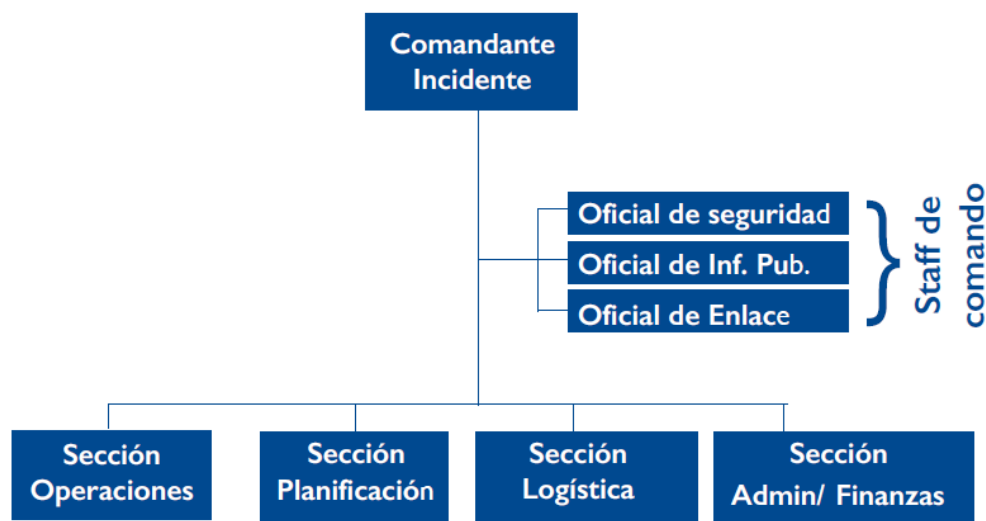 Comandante
Incidente
Oficial de seguridad
Oficial de Inf. Pub.
Oficial de Enlace
Staff de
comando
Sección
Operaciones
Sección
Planificación
Sección
Logística
Sección
Admin/ Finanzas